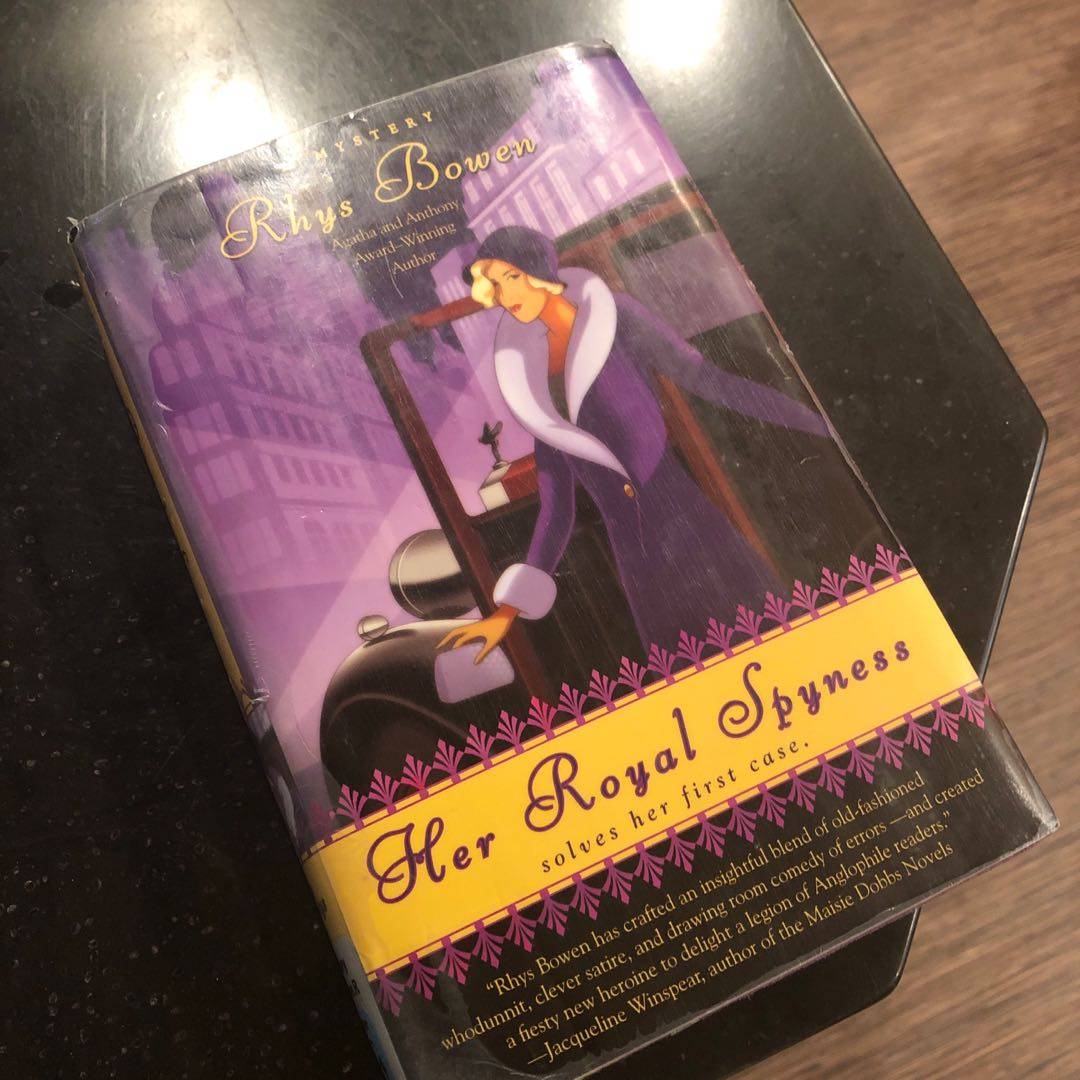 MYSTERY
Rhys Bowen
Agatha and Anthony
Award–Winning
Author
Her Royal Spyness
solves her first case.
“Rhys Bowen has crafted an insightful blend of old-fashioned
whodunnit, clever satire, and drawing room comedy of errors—and created
a fiesty new heroine to delight a legion of Anglophile readers.”
—Jacqueline Winspear, author of the Maisie Dobbs Novels